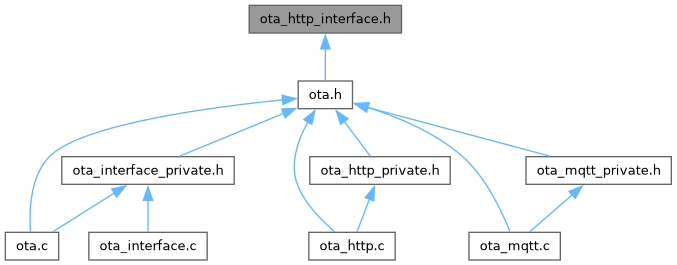 ota_http_interface.h
ota.h
ota_interface_private.h
ota_http_private.h
ota_mqtt_private.h
ota.c
ota_interface.c
ota_http.c
ota_mqtt.c